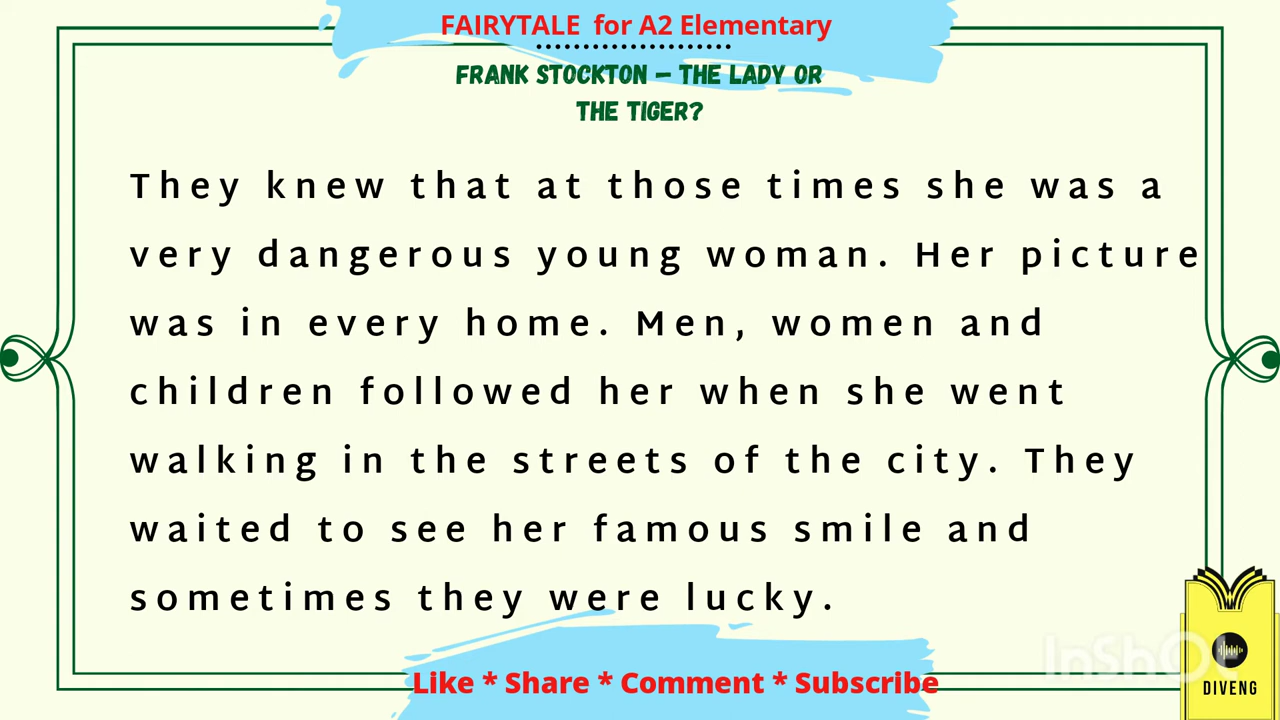 FAIRYTALE for A2 Elementary
FRANK STOCKTON – THE LADY OR
THE TIGER?
They knew that at those times she was a
very dangerous young woman. Her picture
was in every home. Men, women and
children followed her when she went
walking in the streets of the city. They
waited to see her famous smile and
sometimes they were lucky.
InShOt
DIVENG
Like * Share * Comment * Subscribe